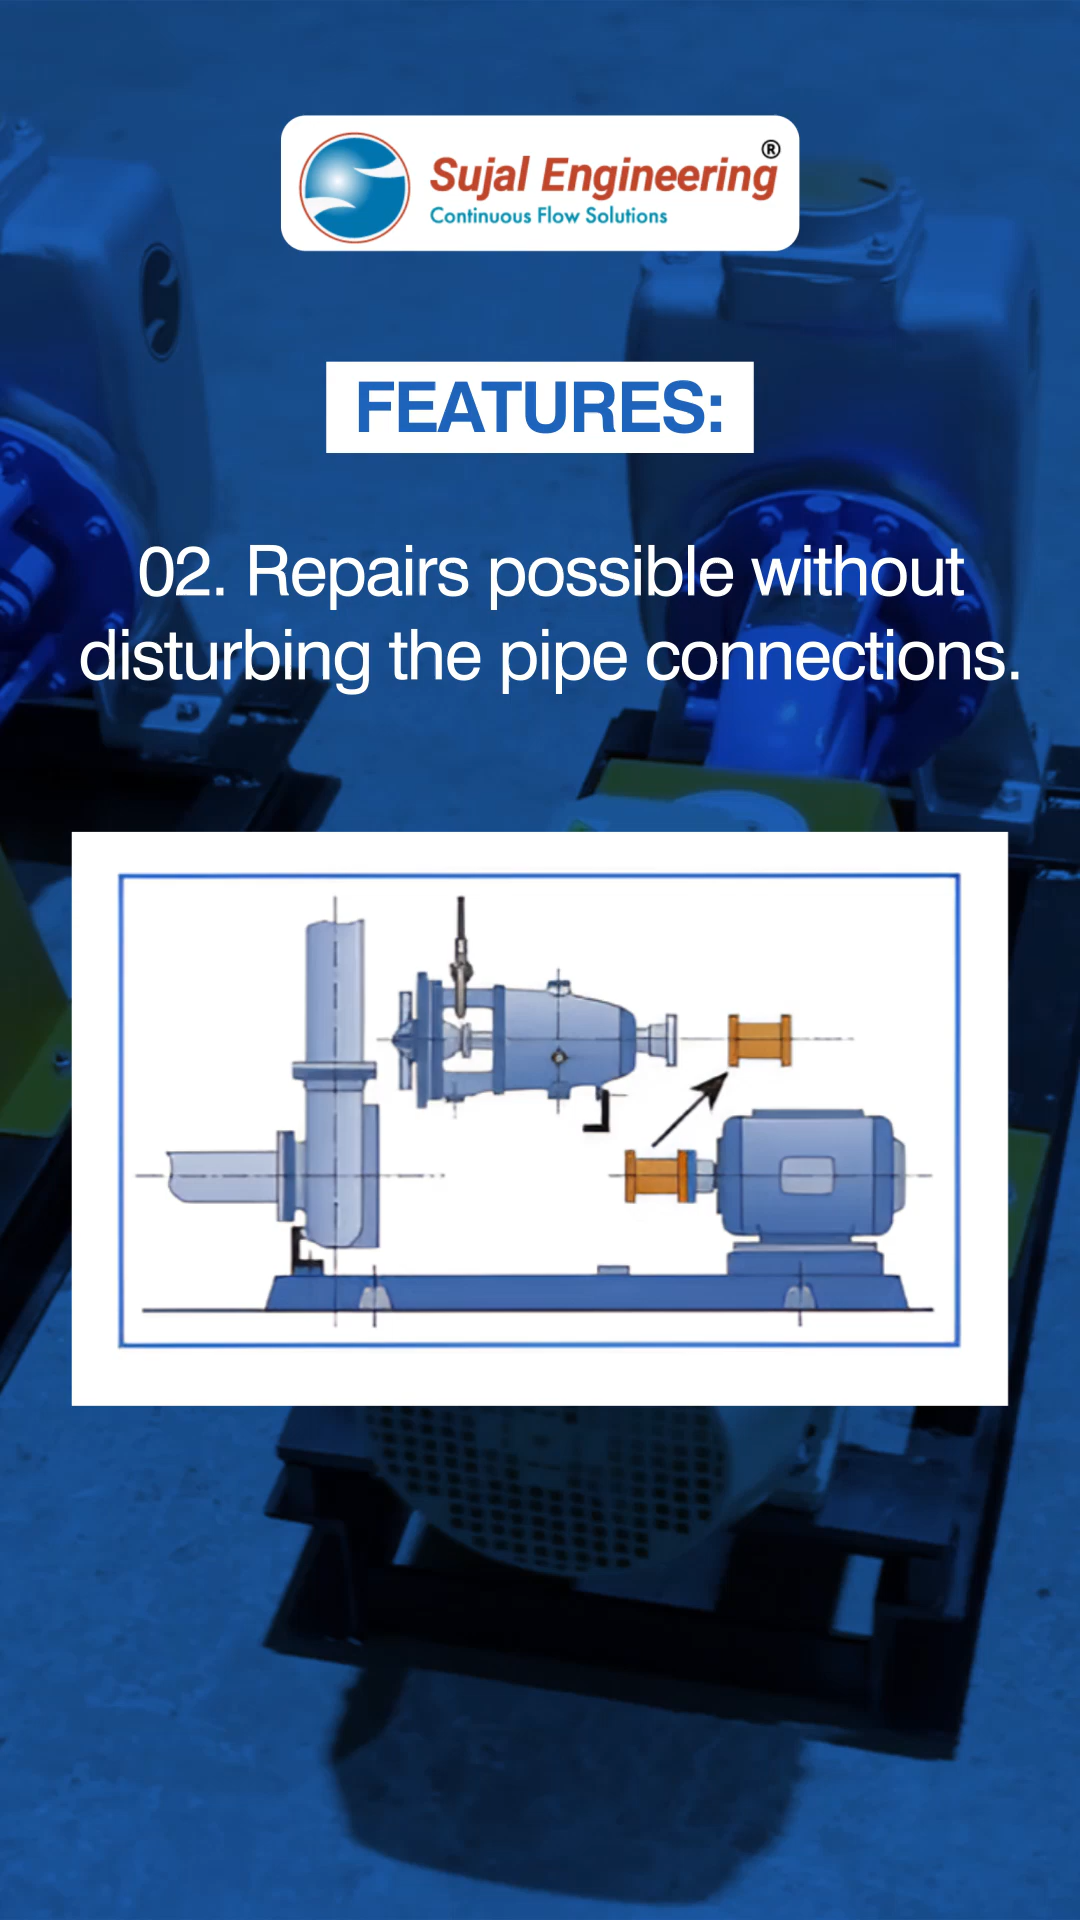 Sujal Engineering®
Continuous Flow Solutions
FEATURES:
02. Repairs possible without
disturbing the pipe connections.